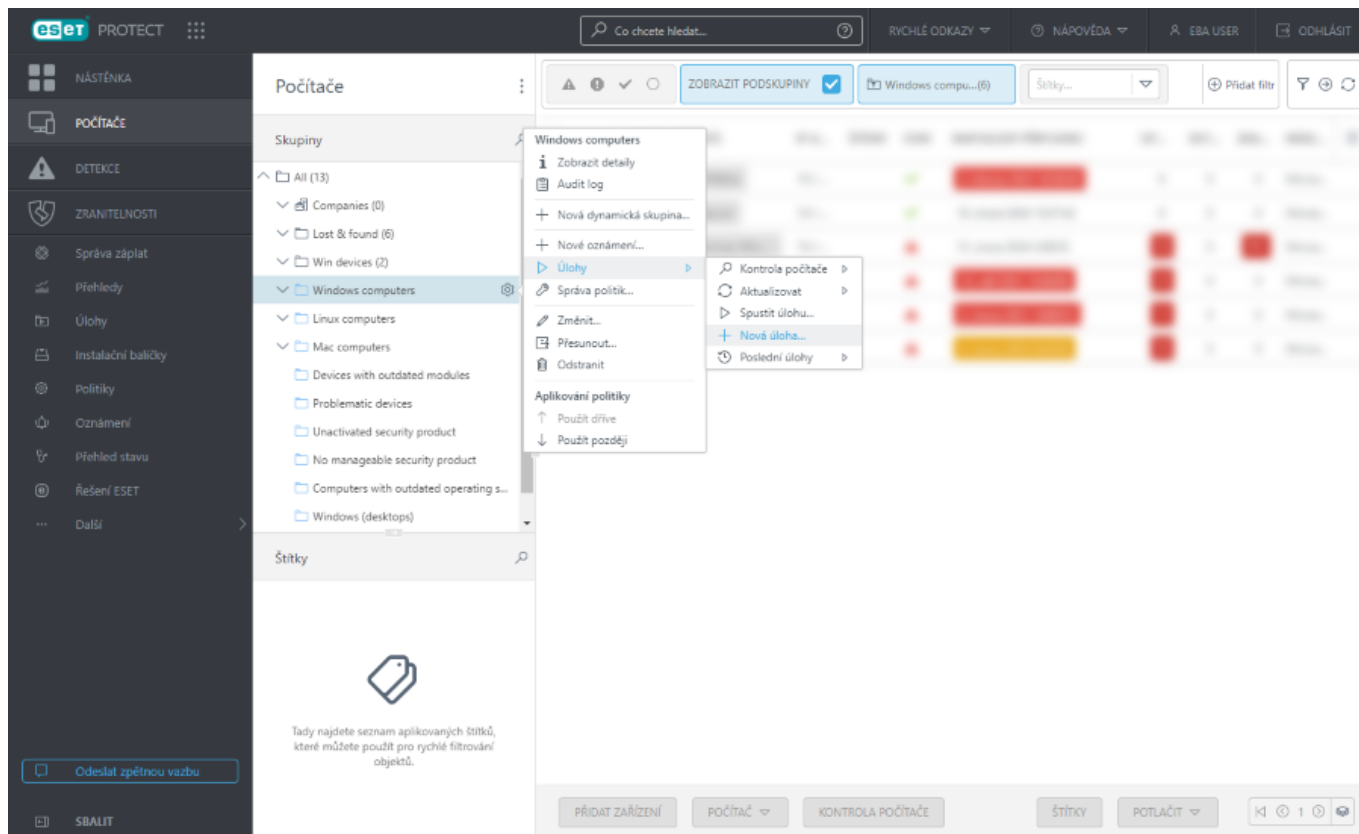 eset PROTECT
Co chcete hledat...
RYCHLÉ ODKAZY
NÁPOVĚDA
EBA USER
ODHLÁSIT
NÁSTĚNKA
POČÍTAČE
DETEKCE
ZRANITELNOSTI
Správa záplat
Přehledy
Úlohy
Instalační balíčky
Politiky
Oznámení
Přehled stavu
Řešení ESET
Další
Odeslat zpětnou vazbu
SBALIT
Počítače
Skupiny
All (13)
Companies (0)
Lost & found (6)
Win devices (2)
Windows computers
Linux computers
Mac computers
Devices with outdated modules
Problematic devices
Unactivated security product
No manageable security product
Computers with outdated operating s...
Windows (desktops)
Štítky
Tady najdete seznam aplikovaných štítků,
které můžete použít pro rychlé filtrování
objektů.
ZOBRAZIT PODSKUPINY
Windows compu...(6)
Štítky...
Přidat filtr
Windows computers
Zobrazit detaily
Audit log
Nová dynamická skupina...
Nové oznámení...
Úlohy
Správa politik...
Změnit...
Přesunout...
Odstranit
Aplikování politiky
Použít dříve
Použít později
Kontrola počítače
Aktualizovat
Spustit úlohu...
Nová úloha...
Poslední úlohy
PŘIDAT ZAŘÍZENÍ
POČÍTAČ
KONTROLA POČÍTAČE
ŠTÍTKY
POTLAČIT
1